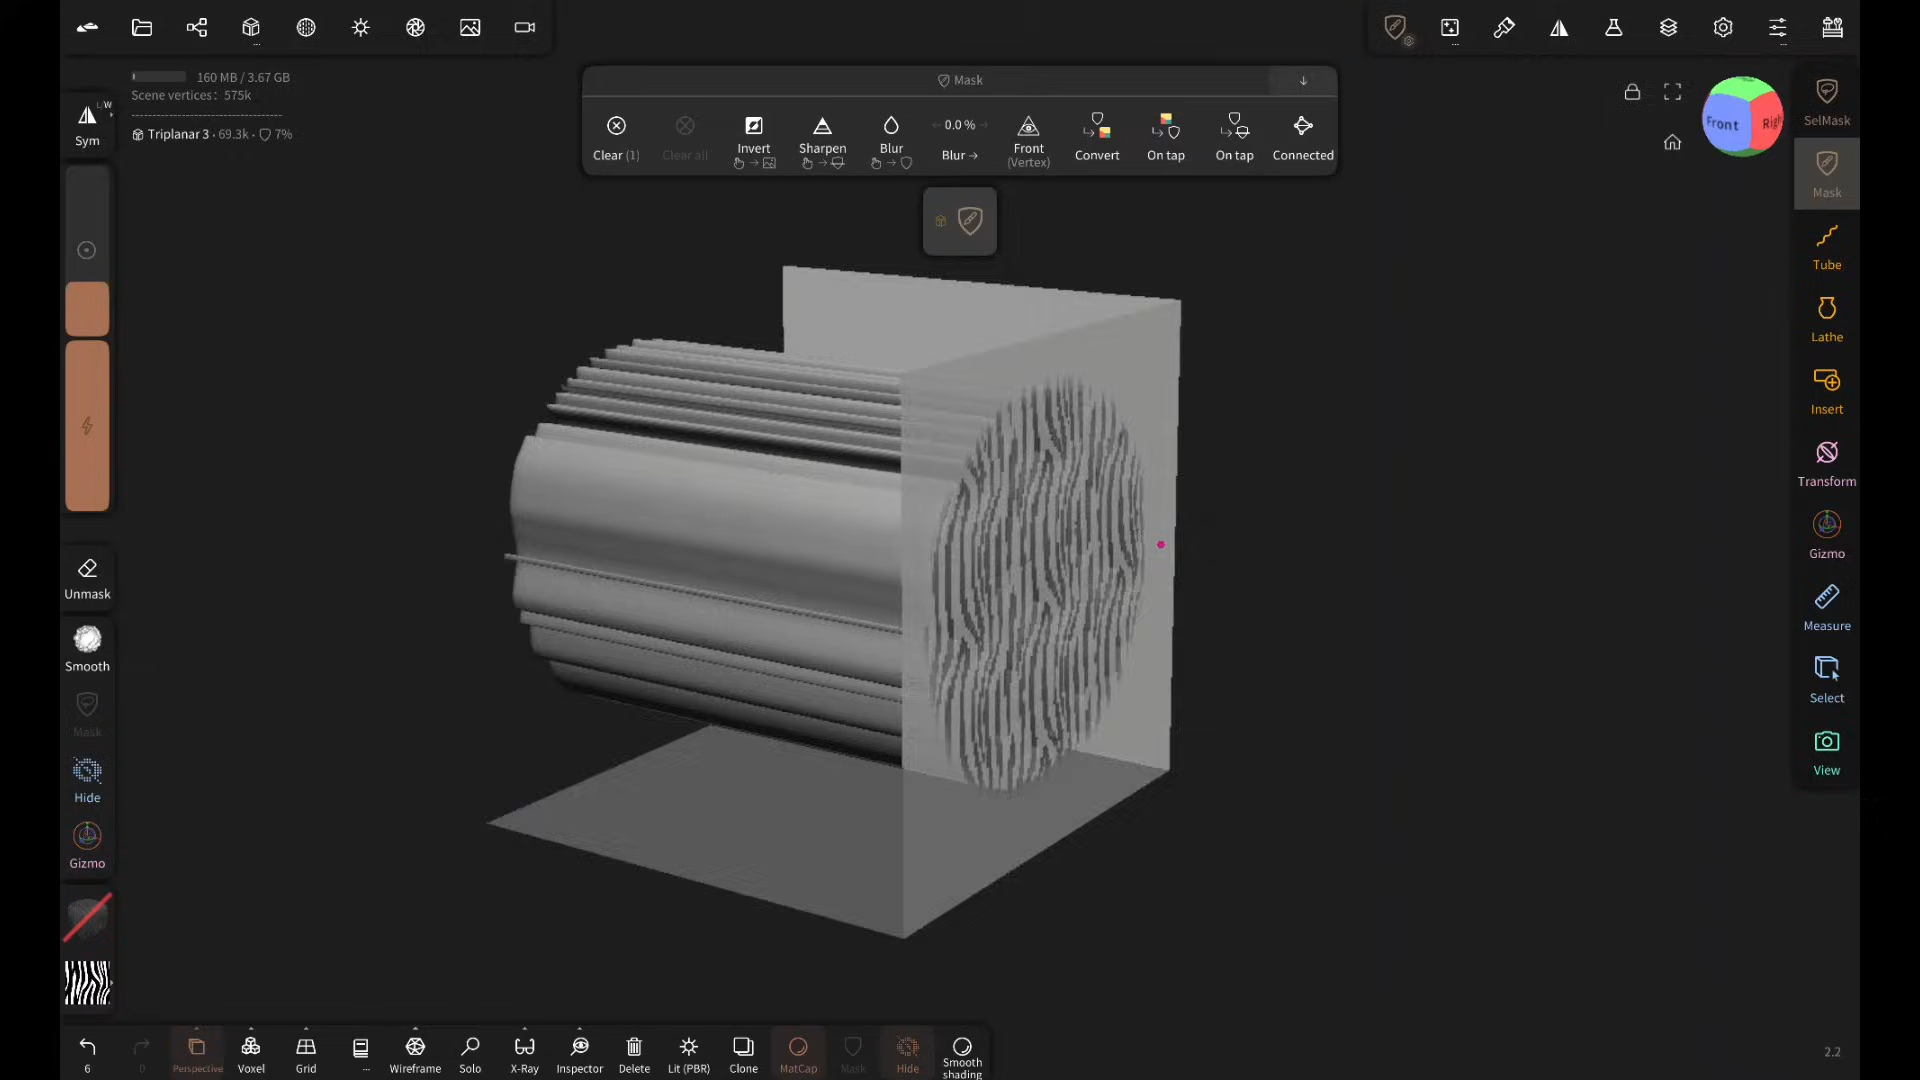 160 MB / 3.67 GB
Scene vertices: 575k
Triplanar 3 · 69.3k · 7%
L/W
Sym
Mask
Clear (1)
Clear all
Invert
Sharpen
Blur
0.0 %
Blur →
Front
(Vertex)
Convert
On tap
On tap
Connected
Front
Righ
SelMask
Mask
Tube
Lathe
Insert
Transform
Gizmo
Measure
Select
View
Unmask
Smooth
Mask
Hide
Gizmo
6
0
Perspective
Voxel
Grid
...
Wireframe
Solo
X-Ray
Inspector
Delete
Lit (PBR)
Clone
MatCap
Mask
Hide
Smooth
shading
2.2